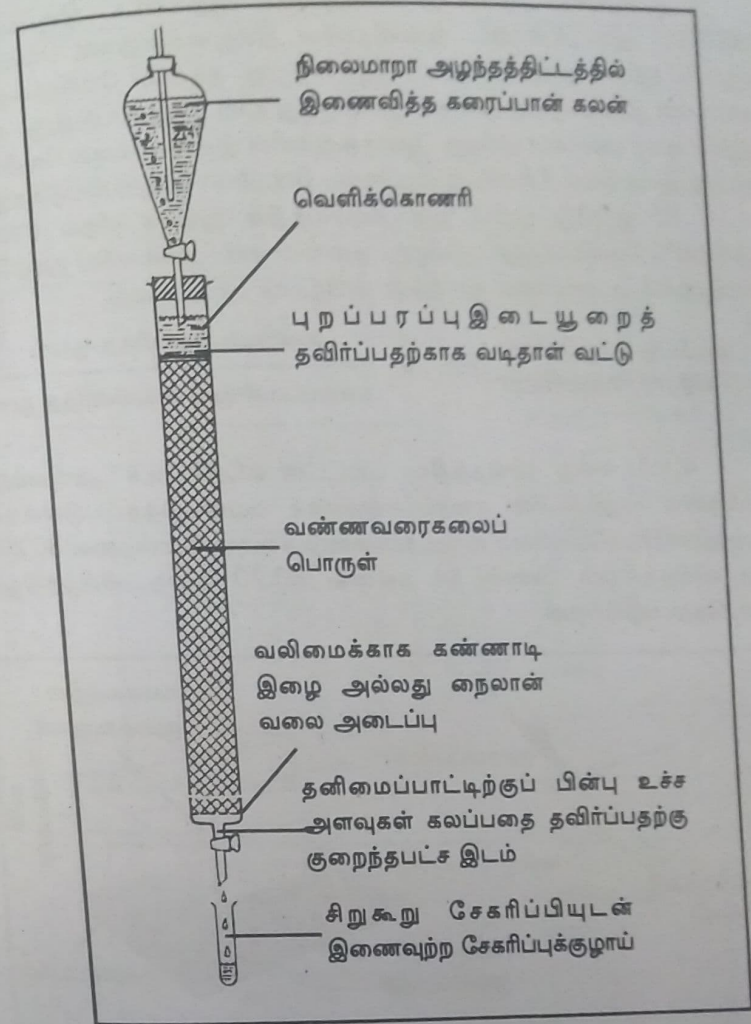 நிலைமாறா அழந்தத்திட்டத்தில்
இணைவித்த கரைப்பான் கலன்
வெளிக்கொணரி
புறப்பரப்புஇடையூறைத்
தவிர்ப்பதற்காக வடிதாள் வட்டு
வண்ணவரைகலைப்
பொருள்
வலிமைக்காக கண்ணாடி
இழை அல்லது நைலான்
வலை அடைப்பு
தனிமைப்பாட்டிற்குப் பின்பு உச்ச
அளவுகள் கலப்பதை தவிர்ப்பதற்கு
குறைந்தபட்ச இடம்
சிறுகூறு சேகரிப்பியுடன்
இணைவுற்ற சேகரிப்புக்குழாய்